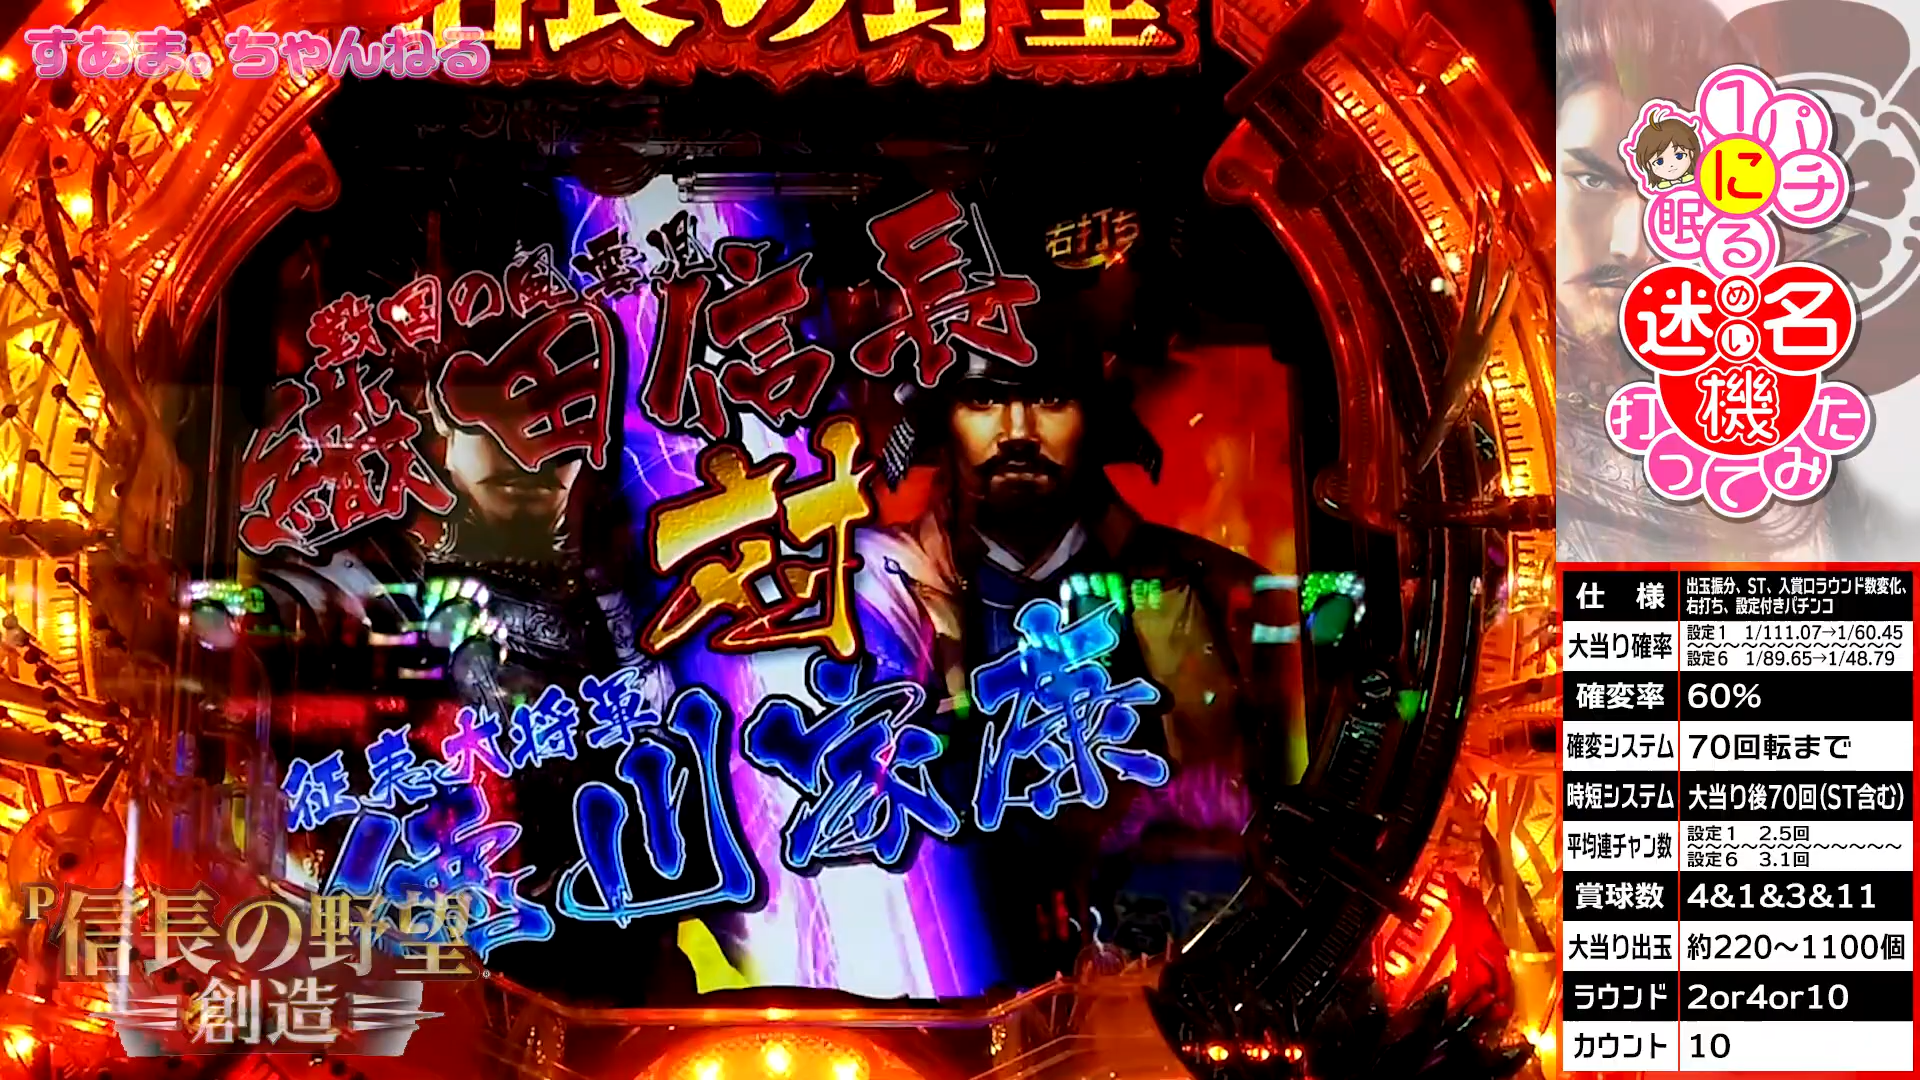 信長の野望
すあま。ちゃんねる
右打ち
戦国の風雲児
織田信長
対
征夷大将軍
徳川家康
P信長の野望
創造
1パチ
に
眠る
迷名
めい
機
打ってみた
仕 様 出玉振分、ST、入賞口ラウンド数変化、
右打ち、設定付きパチンコ
大当り確率 設定1 1/111.07→1/60.45
〜〜〜〜〜〜〜〜〜〜〜〜
設定6 1/89.65→1/48.79
確変率 60%
確変システム 70回転まで
時短システム 大当り後70回(ST含む)
平均連チャン数 設定1 2.5回
〜〜〜〜〜〜〜〜〜〜〜〜
設定6 3.1回
賞球数 4&1&3&11
大当り出玉 約220〜1100個
ラウンド 2or4or10
カウント 10